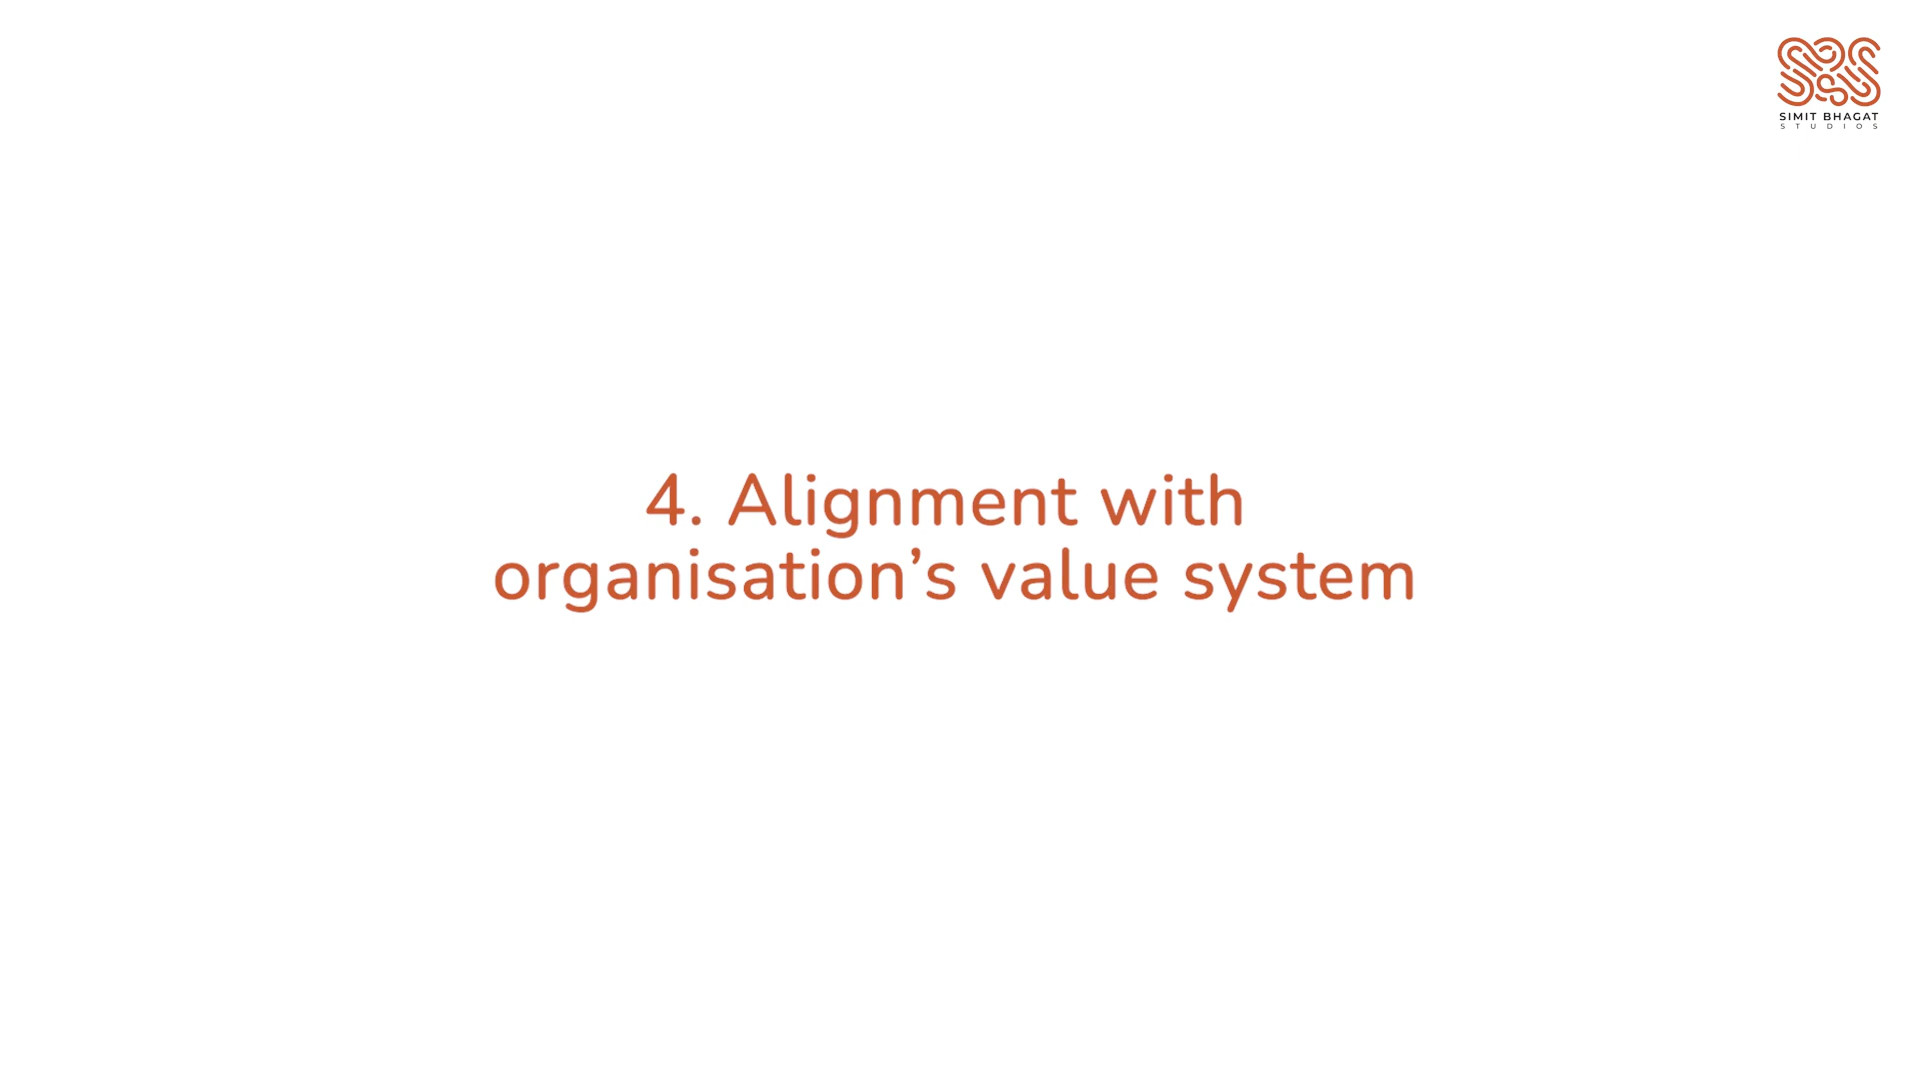 SIMIT BHAGAT
STUDIOS
4. Alignment with
organisation’s value system